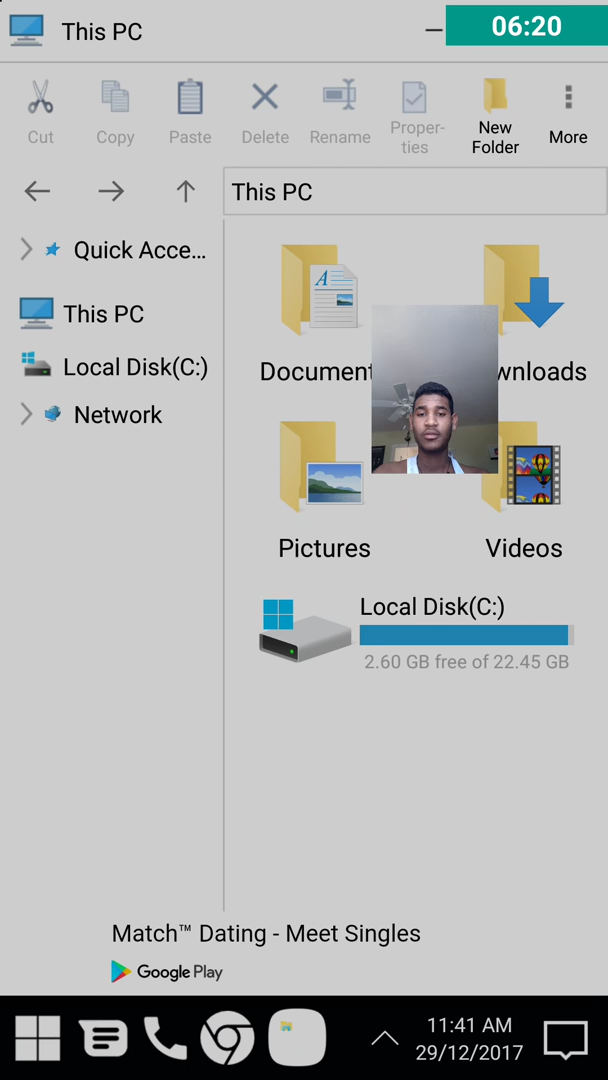 This PC
06:20
Cut
Copy
Paste
Delete
Rename
Proper-
ties
New
Folder
More
This PC
Quick Acce...
This PC
Local Disk(C:)
Network
Document
wnloads
Pictures
Videos
Local Disk(C:)
2.60 GB free of 22.45 GB
Match™ Dating - Meet Singles
Google Play
11:41 AM
29/12/2017